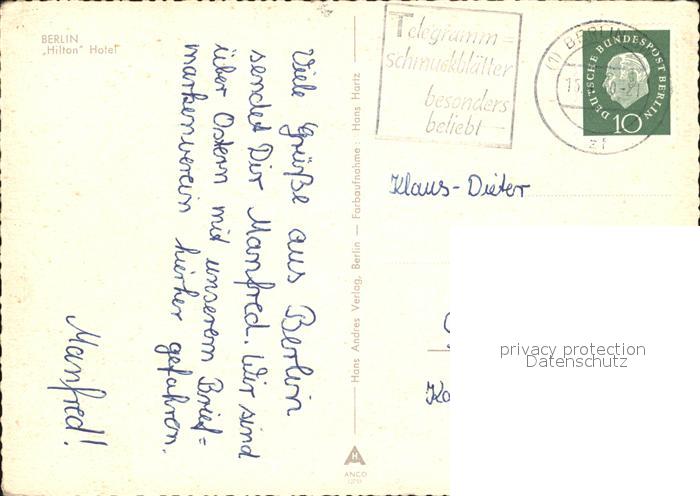 BERLIN
„Hilton" Hotel
Viele Grüße aus Berlin
sendet Dir Manfred. Wir sind
über Ostern mit unserem Brief=
markenverein hierher gefahren.
Manfred!
Hans Andres Verlag, Berlin — Farbaufnahme: Hans Hartz
H
ANCO
Telegramm=
schmuckblätter
besonders
beliebt
(1) BERLIN
DEUTSCHE BUNDESPOST BERLIN
10
Klaus-Dieter
privacy protection
Datenschutz